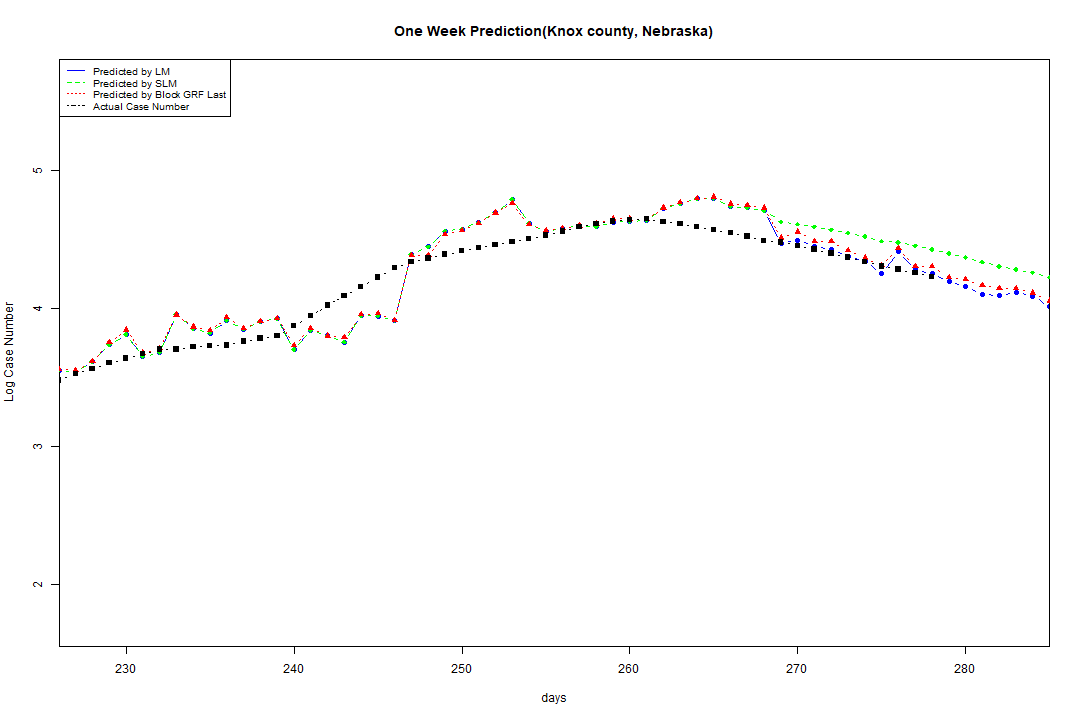 One Week Prediction(Knox county, Nebraska)
Predicted by LM
Predicted by SLM
Predicted by Block GRF Last
Actual Case Number
5
4
3
2
Log Case Number
230 240 250 260 270 280
days